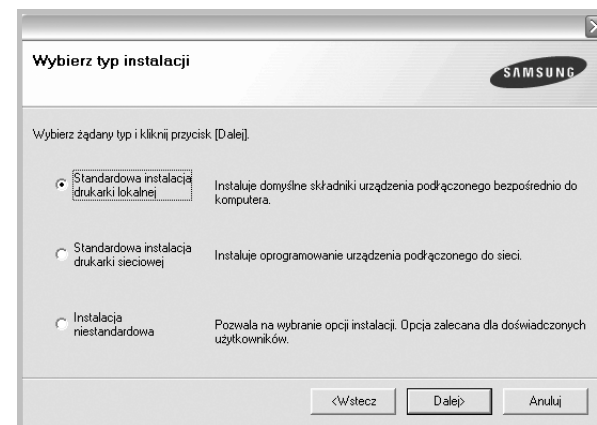 Wybierz typ instalacji
SAMSUNG
Wybierz żądany typ i kliknij przycisk [Dalej].
Standardowa instalacja
drukarki lokalnej
Instaluje domyślne składniki urządzenia podłączonego bezpośrednio do
komputera.
Standardowa instalacja
drukarki sieciowej
Instaluje oprogramowanie urządzenia podłączonego do sieci.
Instalacja
niestandardowa
Pozwala na wybranie opcji instalacji. Opcja zalecana dla doświadczonych
użytkowników.
<Wstecz
Dalej>
Anuluj